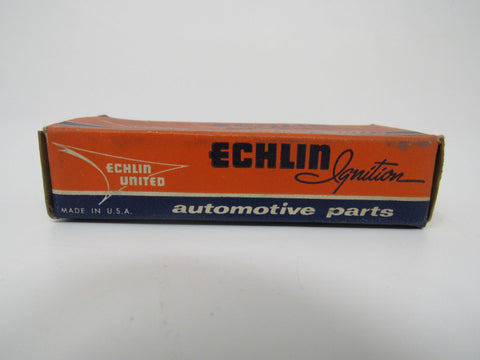 ECHLIN
UNITED
ECHLIN Ignition
MADE IN U.S.A.
automotive parts